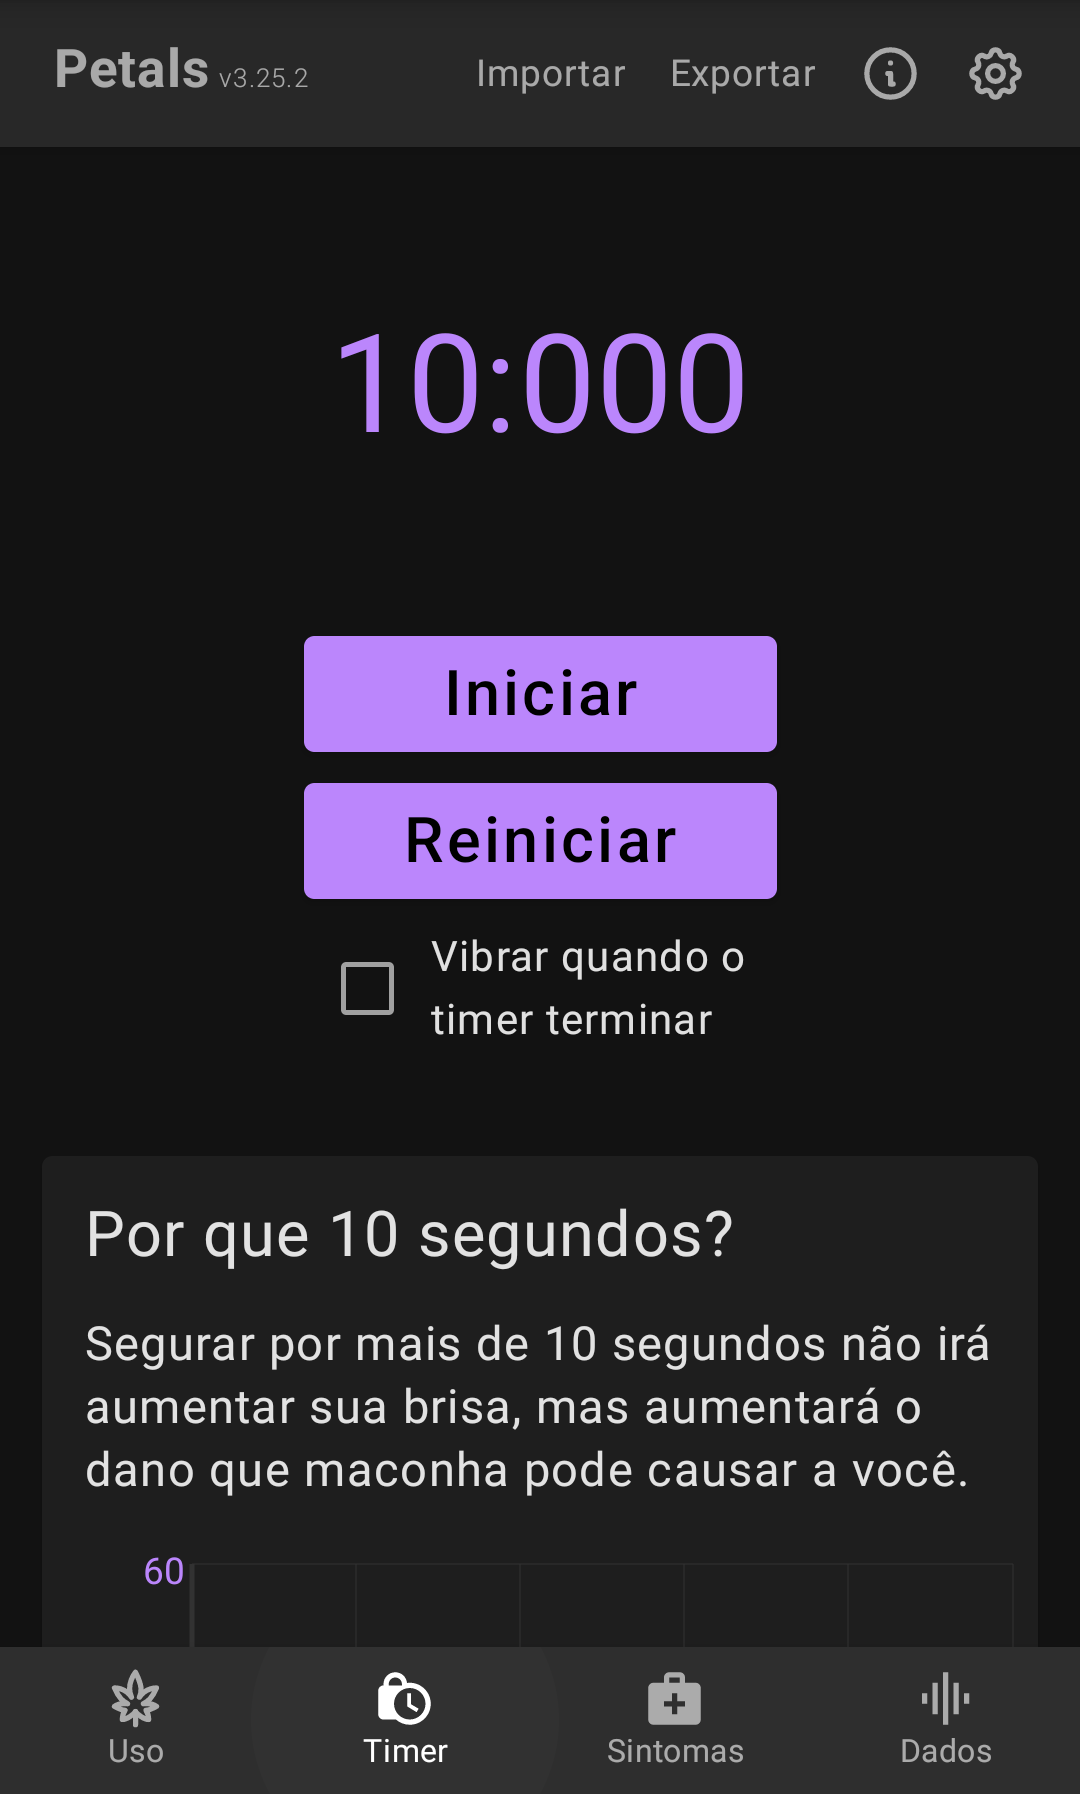 Petals v3.25.2 Importar Exportar
10:000
Iniciar
Reiniciar
Vibrar quando o
timer terminar
Por que 10 segundos?
Segurar por mais de 10 segundos não irá
aumentar sua brisa, mas aumentará o
dano que maconha pode causar a você.
60
Uso Timer Sintomas Dados